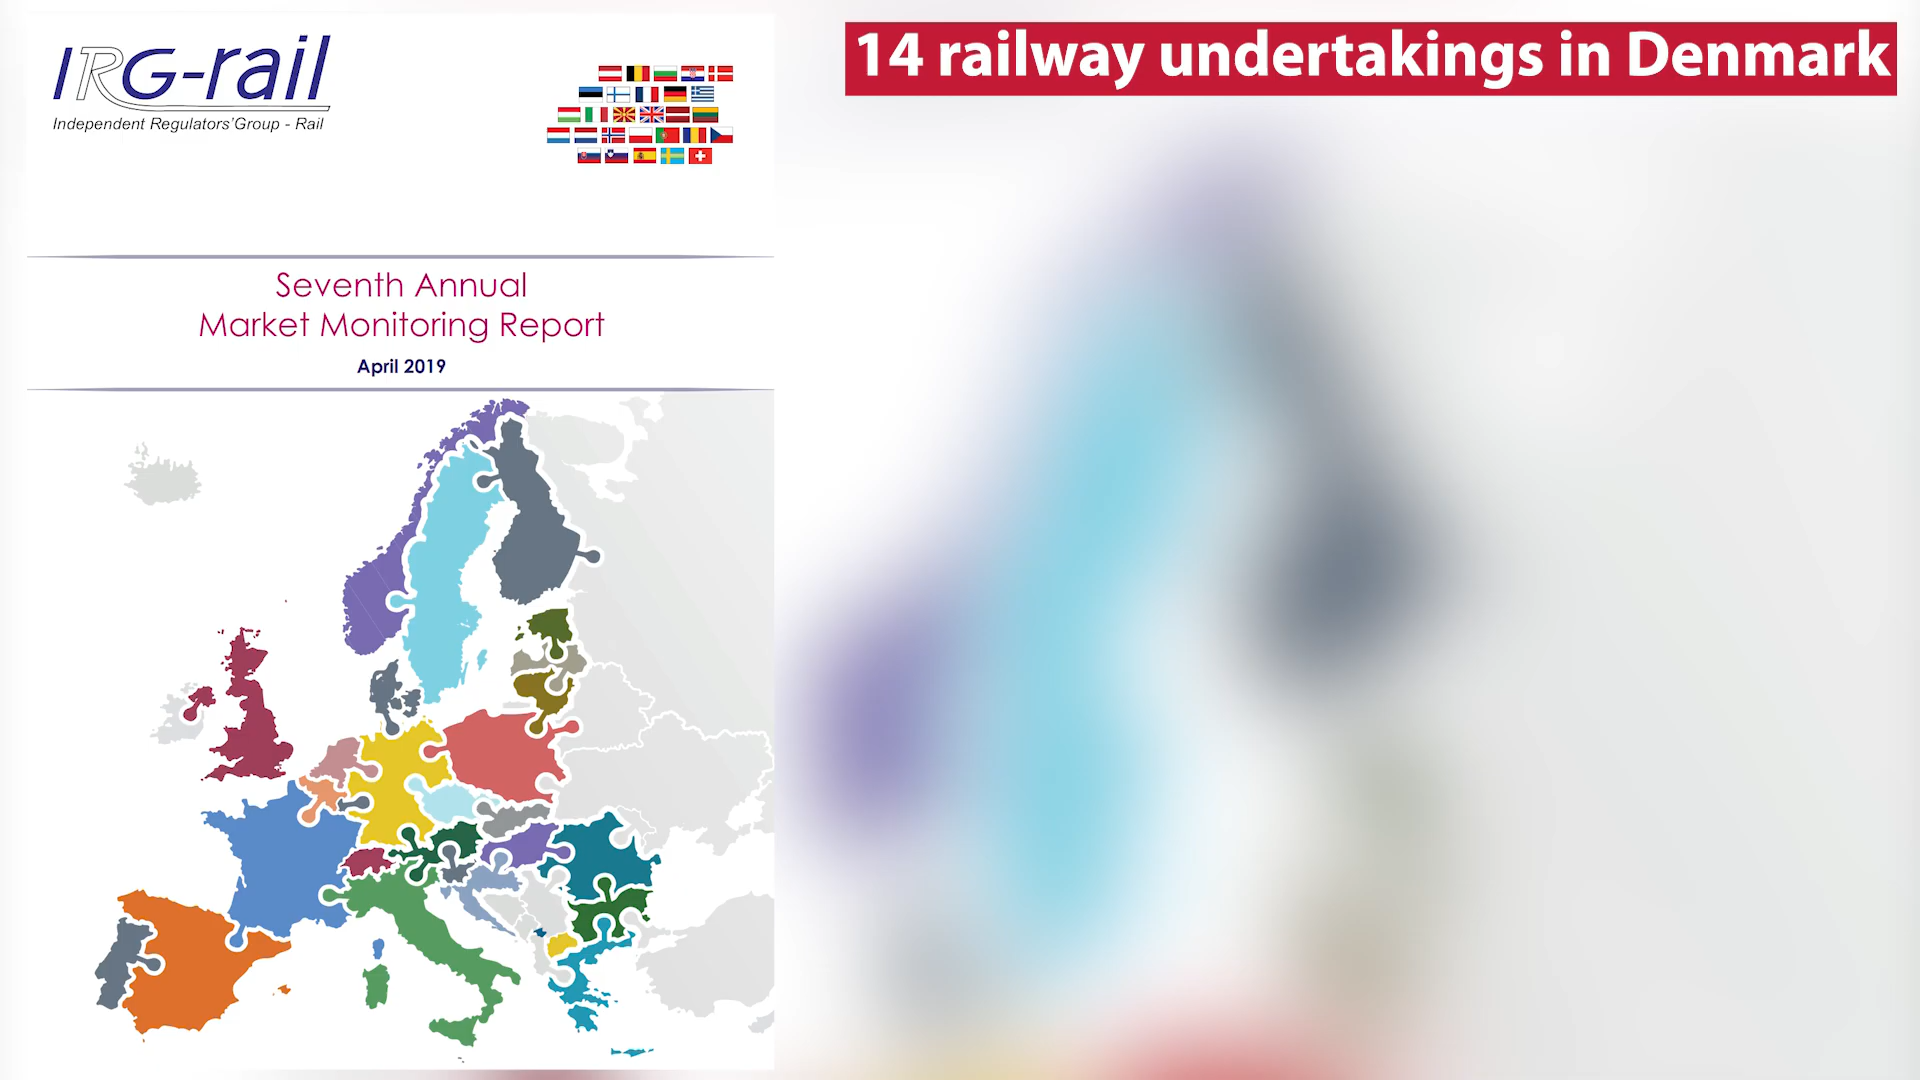 IRG-rail
Independent Regulators'Group - Rail
Seventh Annual
Market Monitoring Report
April 2019
14 railway undertakings in Denmark